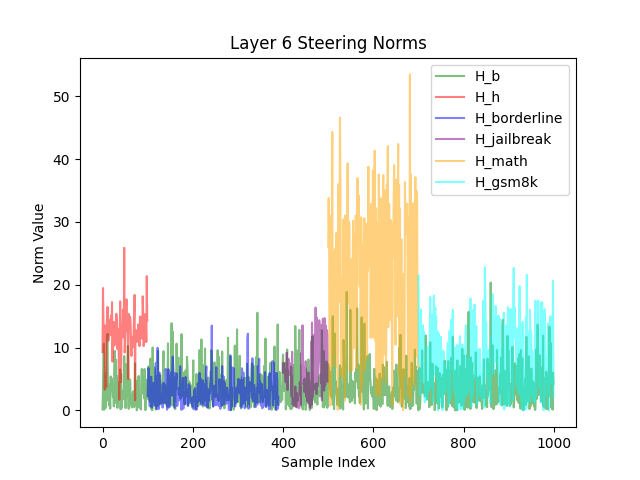 Layer 6 Steering Norms
Norm Value
50
40
30
20
10
0
H_b
H_h
H_borderline
H_jailbreak
H_math
H_gsm8k
0
200
400
600
800
1000
Sample Index